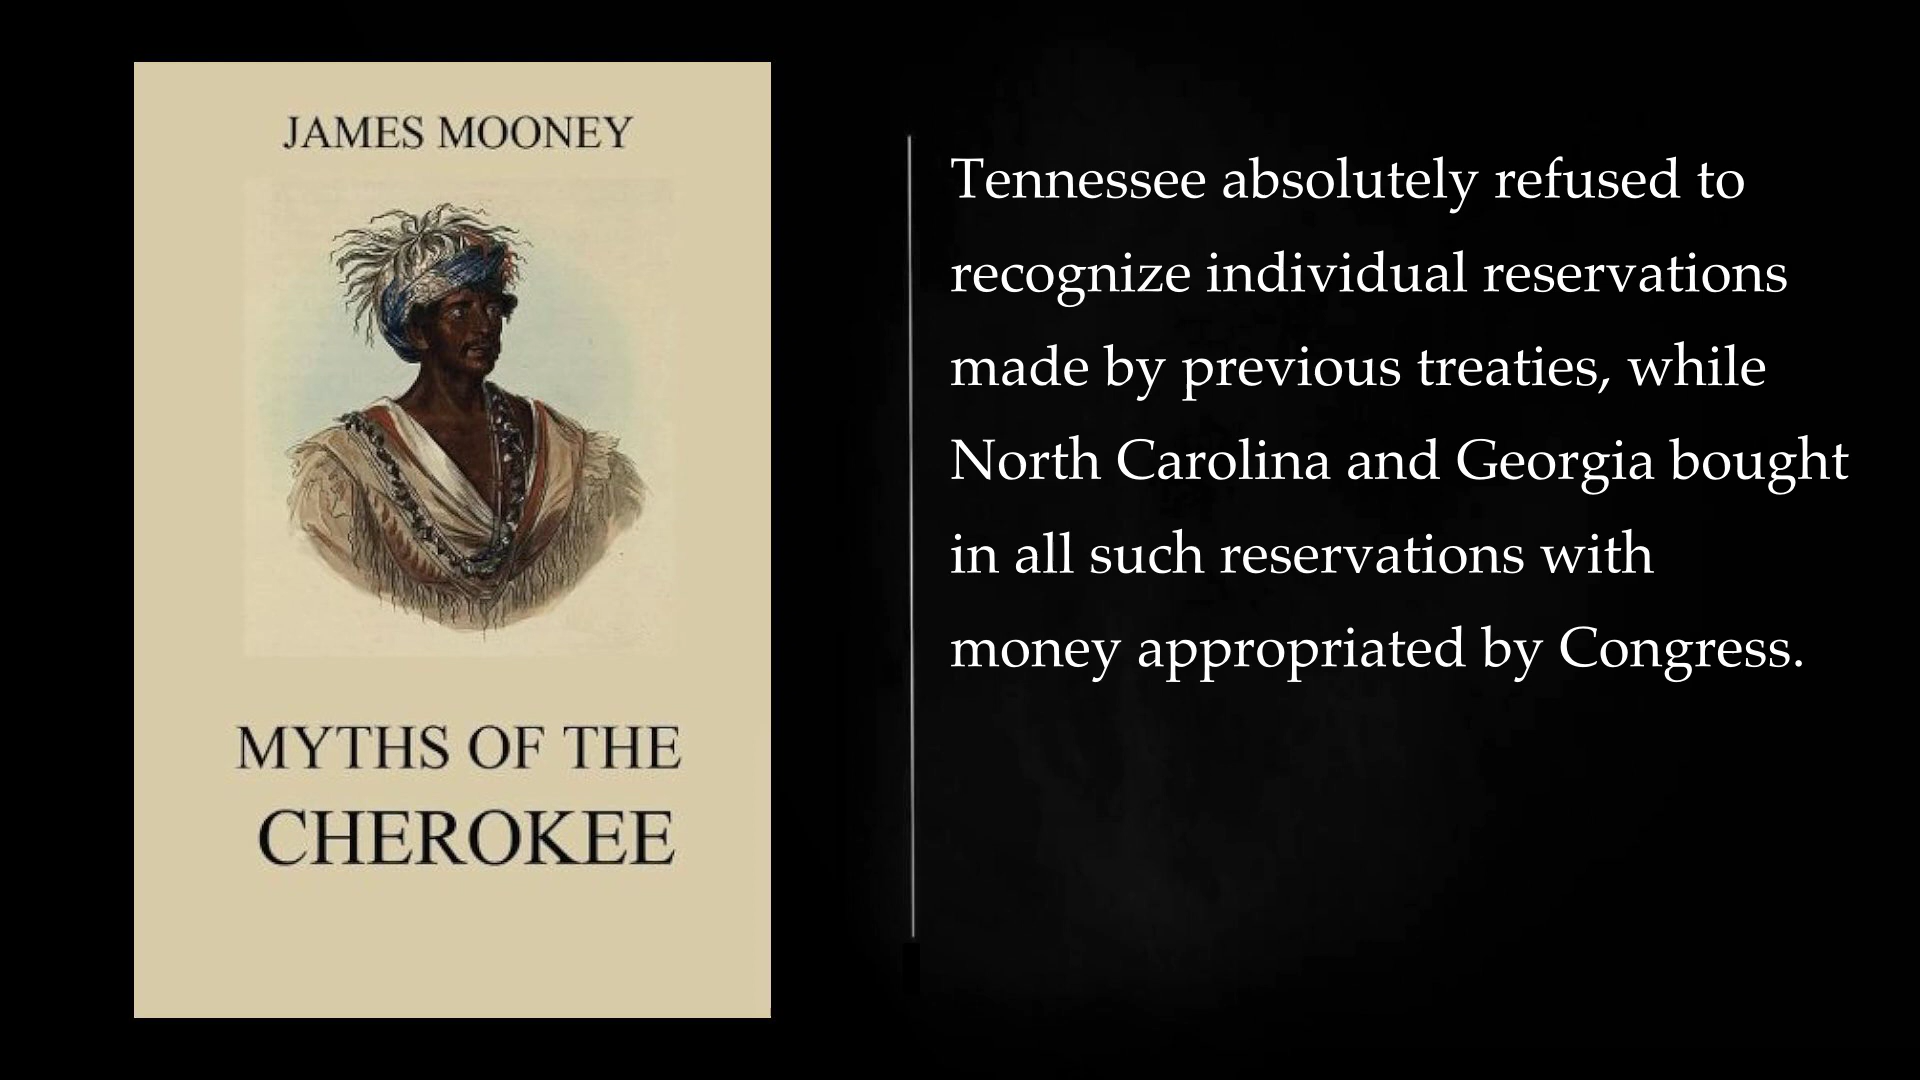 JAMES MOONEY
MYTHS OF THE
CHEROKEE
Tennessee absolutely refused to
recognize individual reservations
made by previous treaties, while
North Carolina and Georgia bought
in all such reservations with
money appropriated by Congress.